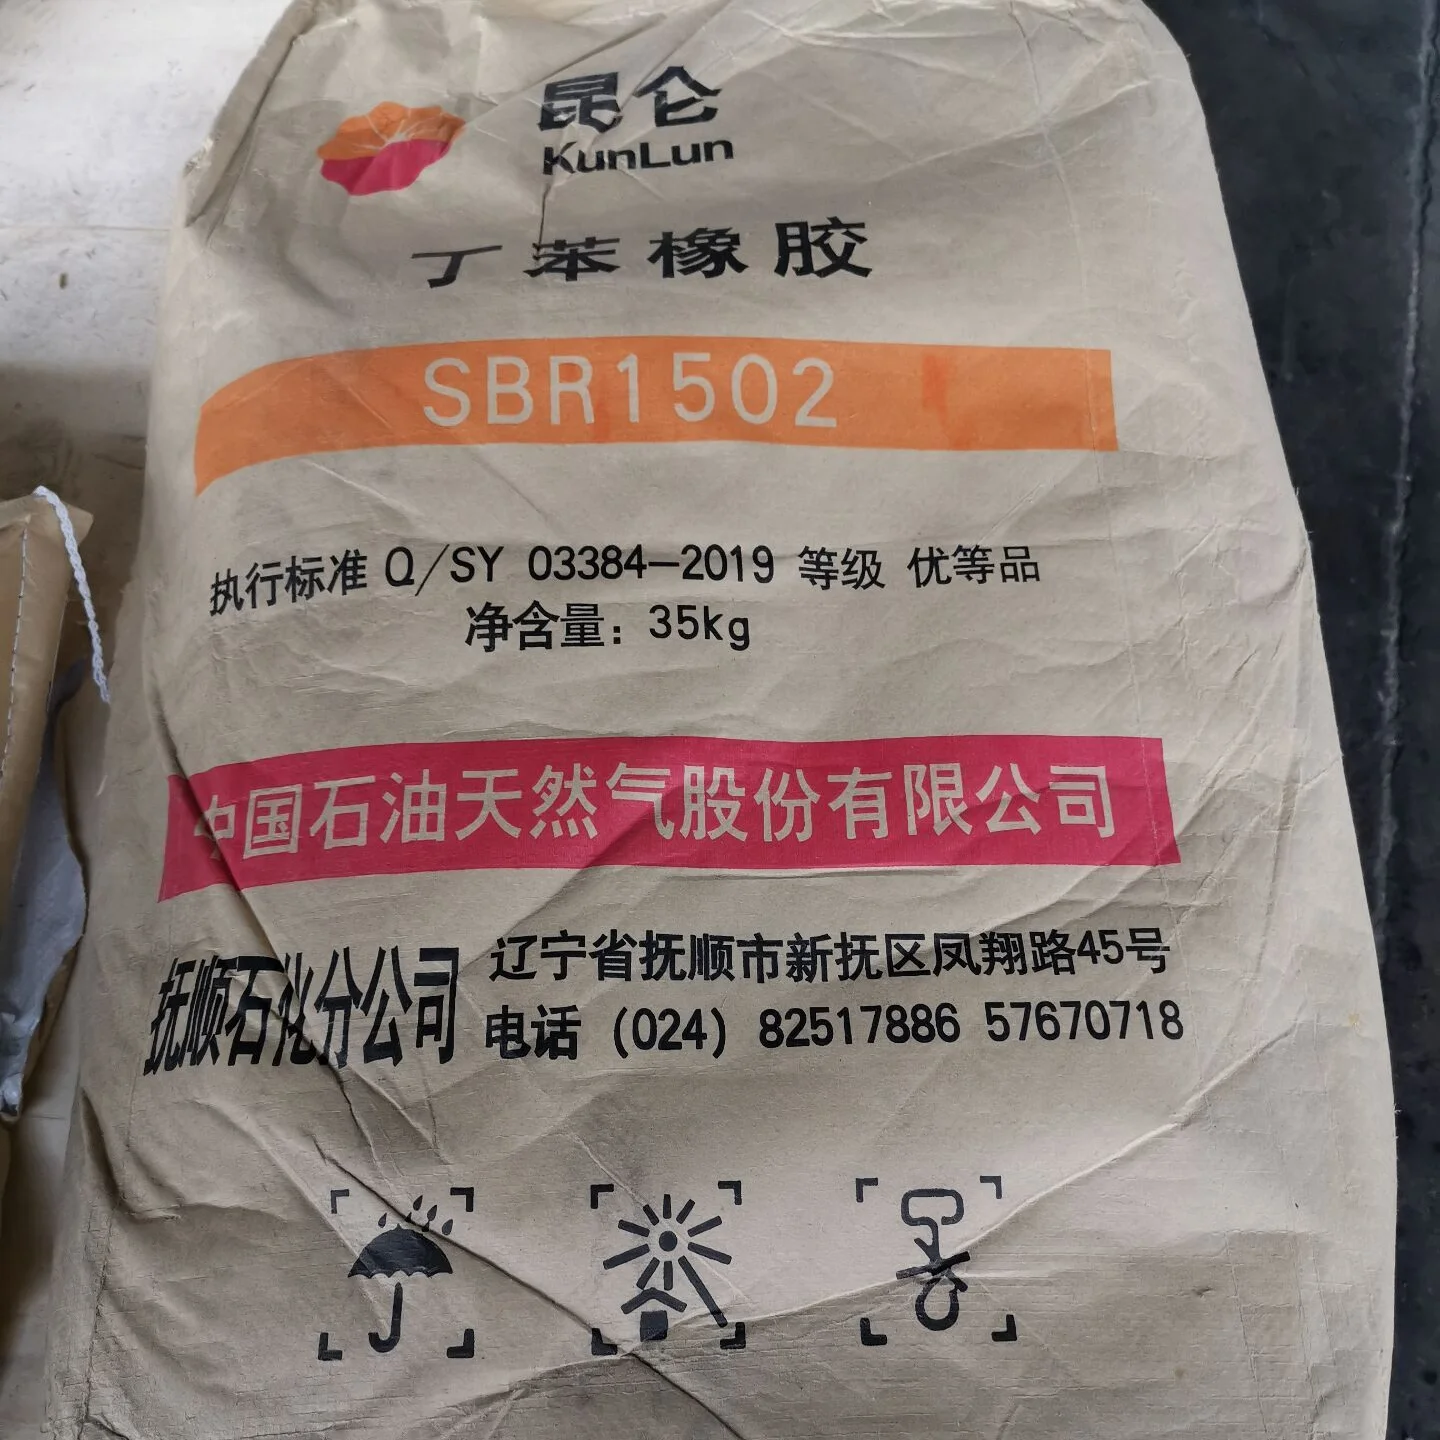 昆仑
KunLun
丁苯橡胶
SBR1502
执行标准 Q/SY 03384-2019 等级 优等品
净含量：35kg
中国石油天然气股份有限公司
抚顺石化分公司
辽宁省抚顺市新抚区凤翔路45号
电话 (024) 82517886 57670718